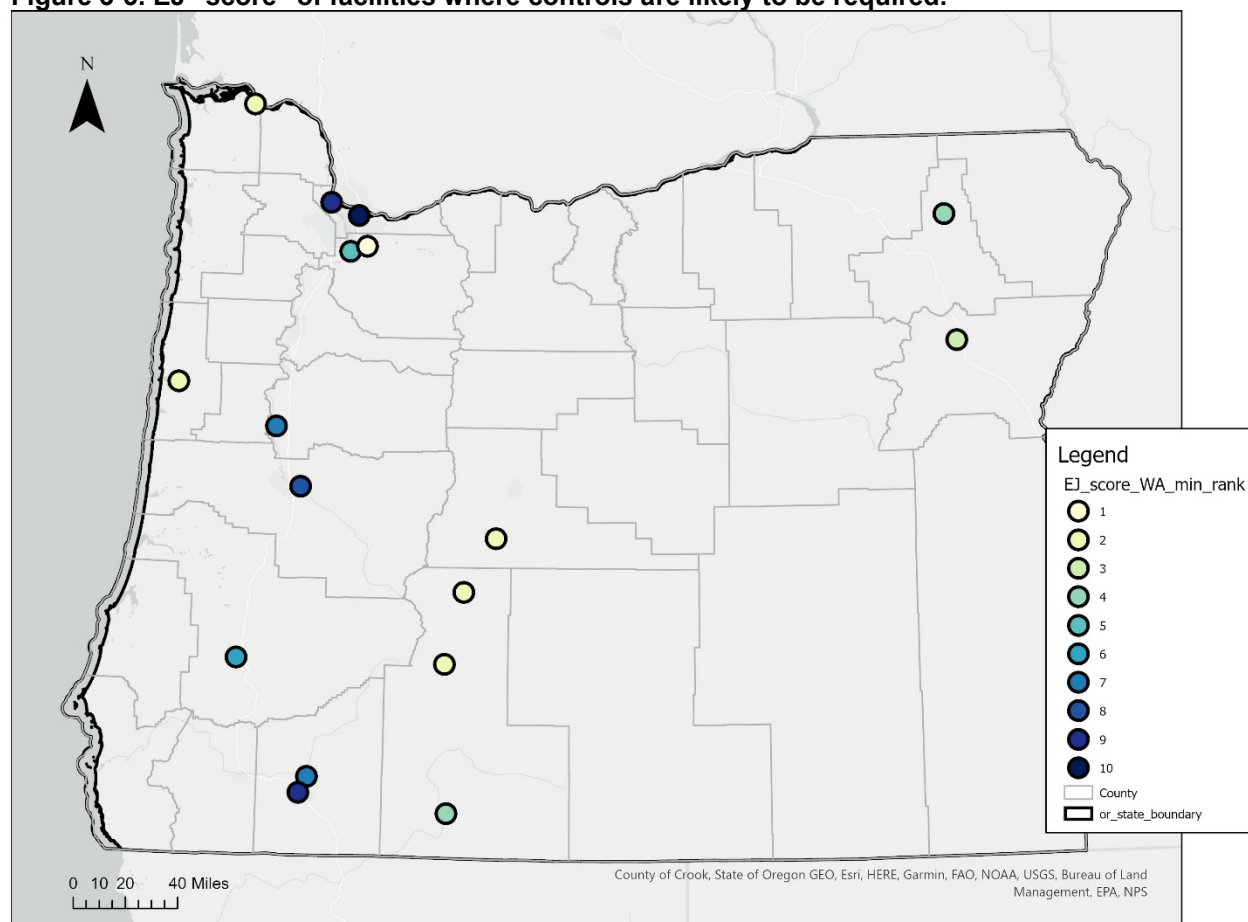 N
Legend
EJ_score_WA_min_rank
1
2
3
4
5
6
7
8
9
10
County
or_state_boundary
0 10 20 40 Miles
County of Crook, State of Oregon GEO, Esri, HERE, Garmin, FAO, NOAA, USGS, Bureau of Land
Management, EPA, NPS